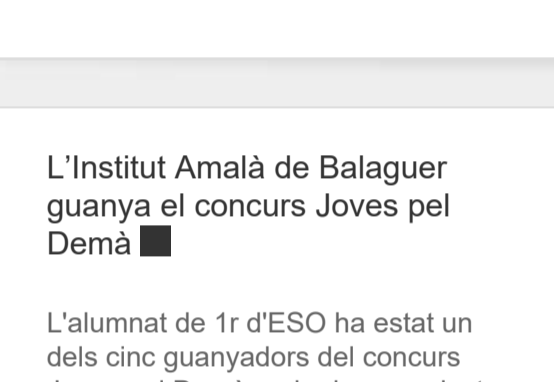 L’Institut Amalà de Balaguer
guanya el concurs Joves pel
Demà
L'alumnat de 1r d'ESO ha estat un
dels cinc guanyadors del concurs